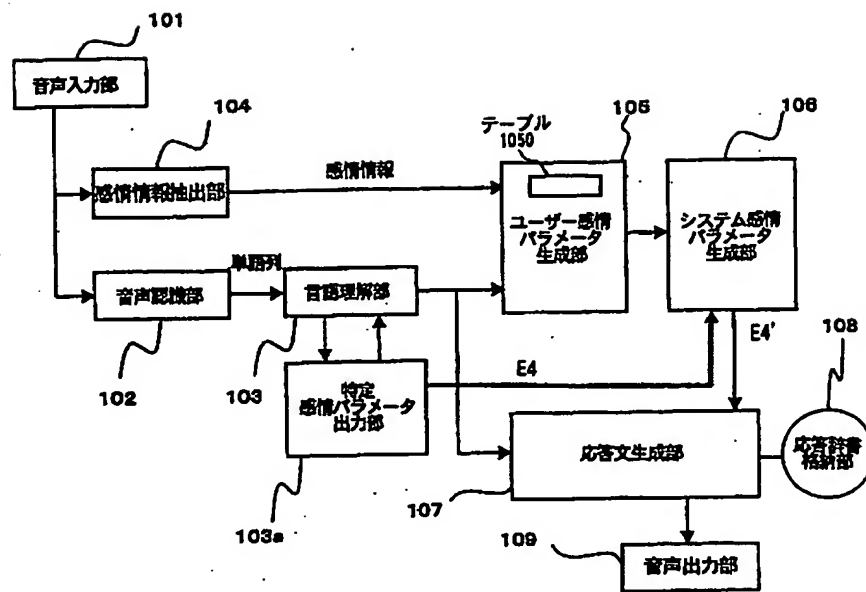 101
音声入力部
104
感情情報抽出部
感情情報
テーブル
1050
105
ユーザー感情
パラメータ
生成部
106
システム感情
パラメータ
生成部
音声認識部
102
単語列
言語理解部
103
特定
感情パラメータ
出力部
103a
E4
E4'
108
応答辞書
格納部
応答文生成部
107
109
音声出力部